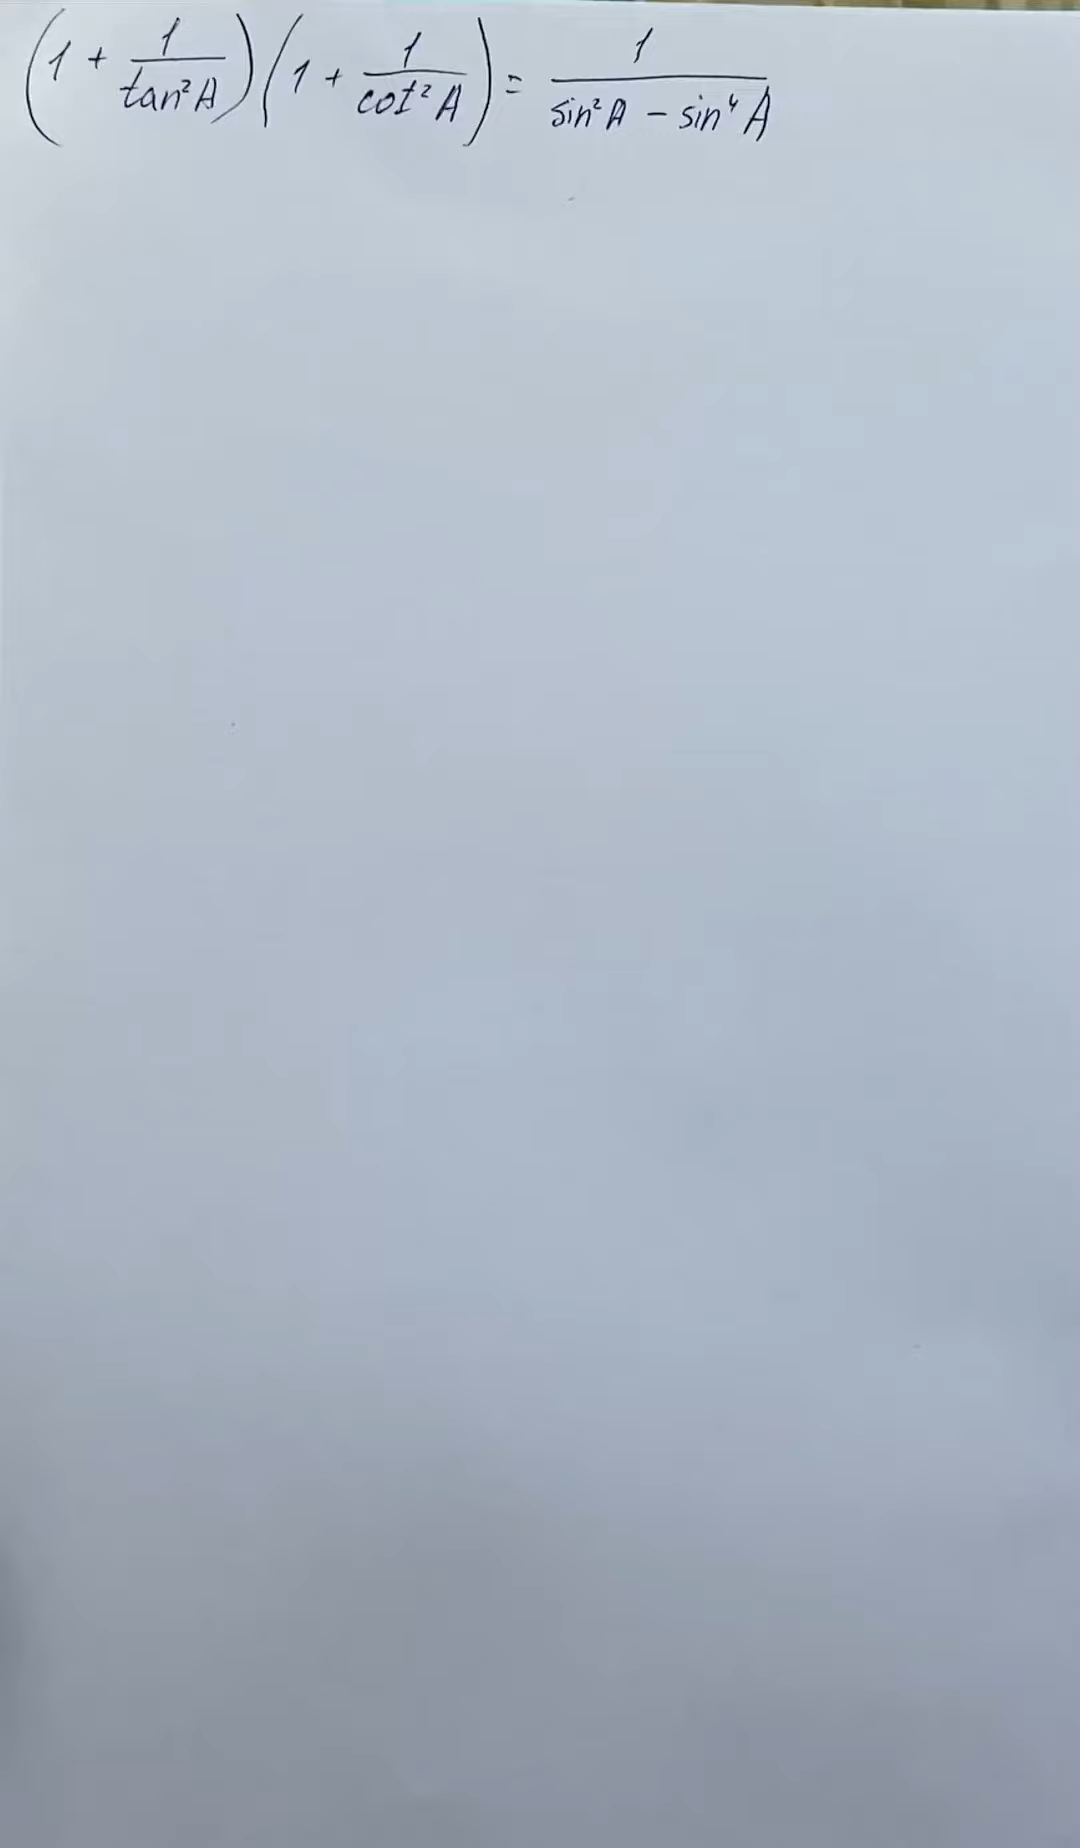 (1 + 1/tan²A)(1 + 1/cot²A) = 1/(sin²A − sin⁴A)